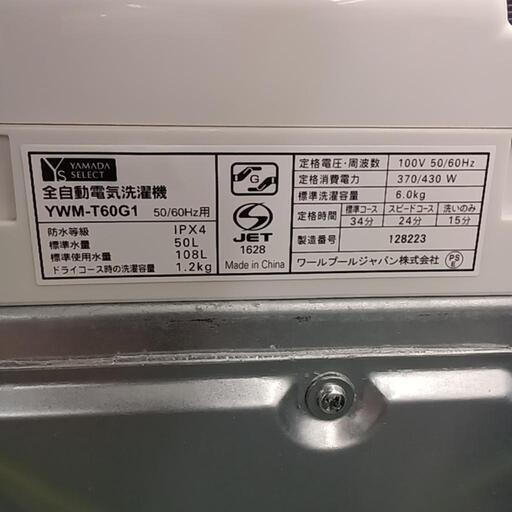 YS YAMADA SELECT
全自動電気洗濯機
YWM-T60G1 50/60Hz用
防水等級 IPX4
標準水量 50L
標準使用水量 108L
ドライコース時の洗濯容量 1.2kg
G
JET
1628
Made in China
定格電圧・周波数 100V 50/60Hz
定格消費電力 370/430 W
標準洗濯容量 6.0kg
定格時間 標準コース スピードコース 洗いのみ
34分 24分 15分
製造番号 128223
ワールプールジャパン株式会社 PSE